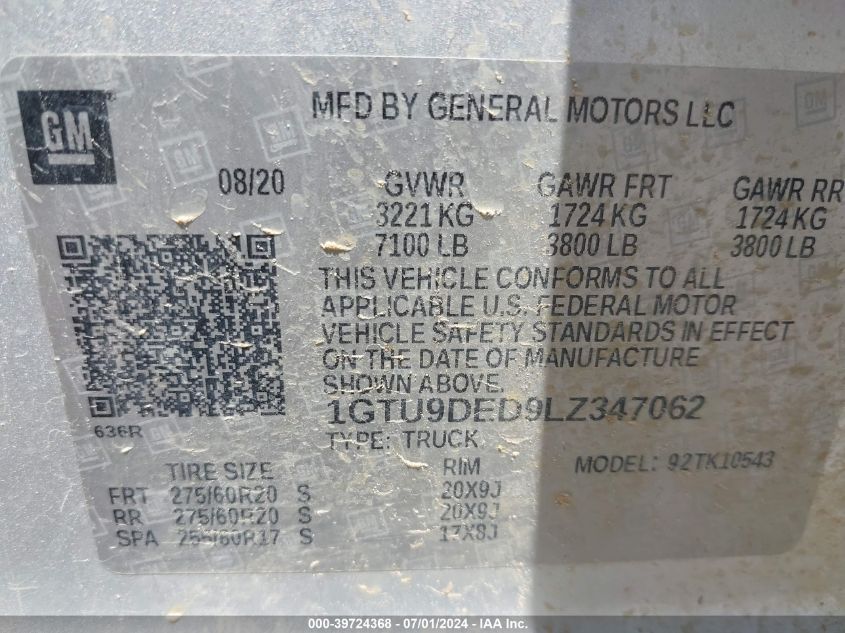 GM
MFD BY GENERAL MOTORS LLC
08/20 GVWR GAWR FRT GAWR RR
3221 KG 1724 KG 1724 KG
7100 LB 3800 LB 3800 LB
THIS VEHICLE CONFORMS TO ALL
APPLICABLE U.S. FEDERAL MOTOR
VEHICLE SAFETY STANDARDS IN EFFECT
ON THE DATE OF MANUFACTURE
SHOWN ABOVE.
1GTU9DED9LZ347062
636R
TYPE: TRUCK
MODEL: 92TK10543
TIRE SIZE RIM
FRT 275/60R20 S 20X9J
RR 275/60R20 S 20X9J
SPA 255/80R17 S 17X8J
000-39724368 - 07/01/2024 - IAA Inc.